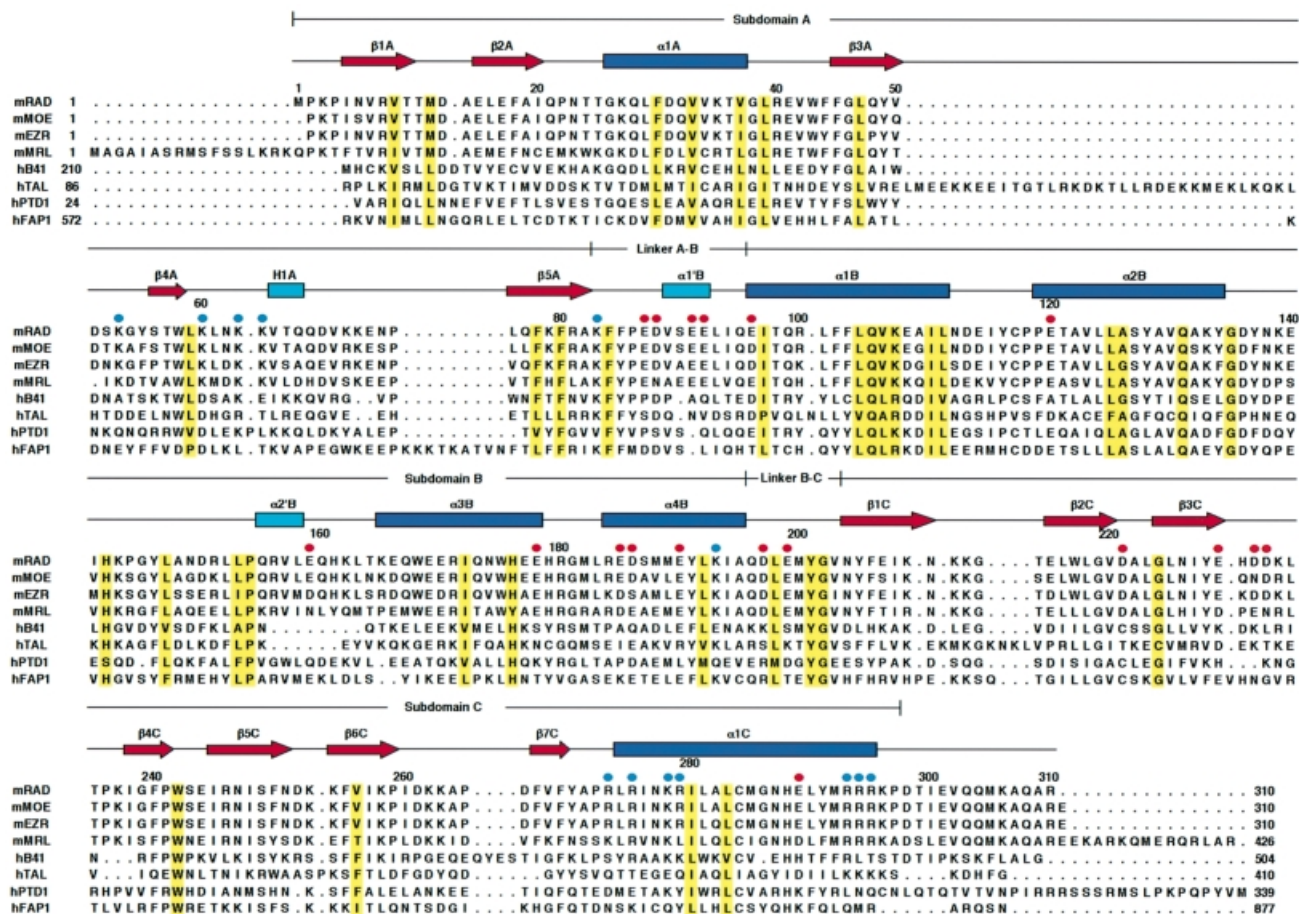 Subdomain A
β1A β2A α1A β3A
1 20 40 50
mRAD 1 . . . . . . . . . . . . . . . . . MPKPINVRVTTMD.AELEFAIQPNTTGKQLFDQVVKTIGLREVWFFGLQYV
mMOE 1 PKTISVRVTTMD.AELEFAIQPNTTGKQLFDQVVKTIGLREVWFFGLQYQ
mEZR 1 PKPINVRVTTMD.AELEFAIQPNTTGKQLFDQVVKTIGLREVWYFGLPYV
mMRL 1 MAGAIASRMSFSSLKRKQPKTFTVRIVTMD.AEMEFNCEMKWKGKDLFDLVCRTLGLRETWFFGLQYT
hB41 210 MHCKVSLLDDTVYECVVEKHAKGQDLLKRVCEHLNLLEEDYFGLAIW
hTAL 86 RPLKIRMLDGTVKTIMVDDSKTVTDMLMTICARIGITNHDEYSLVRELMEEKKEEITGTLRKDKTLLRDEKKMEKLKQKL
hPTD1 24 VARIQLLNNEFVEFTLSVESTGQESLEAVAQRLELREVTYFSLWYY
hFAP1 572 RKVNIMLLNGQRLELTCDTKTICKDVFDMVVAHIGLVEHHLFALATL K
Linker A-B
β4A H1A β5A α1'B α1B α2B
60 80 100 120 140
mRAD DSKGYSTWLKLNK.KVTQQDVKKENP..........LQFKFRAKFFPEDVSEELIQEITQR.LFFLQVKEAILNDEIYCPPETAVLLASYAVQAKYGDYNKE
mMOE DTKAFSTWLKLNK.KVTAQDVRKESP..........LLFKFRAKFYPEDVSEELIQDITQR.LFFLQVKEGILNDDIYCPPETAVLLASYAVQSKYGDFNKE
mEZR DNKGFPTWLKLDK.KVSAQEVRKENP..........VQFKFRAKFYPEDVAEELIQDITQK.LFFLQVKDGILSDEIYCPPETAVLLGSYAVQAKFGDYNKE
mMRL .IKDTVAWLKMDK.KVLDHDVSKEEP..........VTFHFLAKFYPENAEEELVQEITQH.LFFLQVKKQILDEKVYCPPEASVLLASYAVQAKYGDYDPS
hB41 DNATSKTWLDSAK.EIKKQVRG..VP..........WNFTFNVKFYPPDP.AQLTEDITRY.YLCLQLRQDIVAGRLPCSFATLALLGSYTIQSELGDYDPE
hTAL HTDDELNWLDHGR.TLREQGVE..EH..........ETLLLRRKFFYSDQ.NVDSRDPVQLNLLYVQARDDILNGSHPVSFDKACEFAGFQCQIQFGPHNEQ
hPTD1 NKQNQRRWVDLEKPLKKQLDKYALEP..........TVYFGVVFYVPSVS.QLQQEITRY.QYYLQLKKDILEGSIPCTLEQAIQLAGLAVQADFGDFDQY
hFAP1 DNEYFFVDPDLKL.TKVAPEGWKEEPKKKTKATVNFTLFFRIKFFMDDVS.LIQHTLTCH.QYYLQLRKDILEERMHCDDETSLLLASLALQAEYGDYQPE
Subdomain B Linker B-C
α2'B α3B α4B β1C β2C β3C
160 180 200 220
mRAD IHKPGYLANDRLLPQRVLEQHKLTKEQWEERIQNWHEEHRGMLREDSMMEYLKIAQDLEMYGVNYFEIK.N.KKG...TELWLGVDALGLNIYE.HDDKL
mMOE VHKSGYLAGDKLLPQRVLEQHKLNKDQWEERIQVWHEEHRGMLREDAVLEYLKIAQDLEMYGVNYFSIK.N.KKG...SELWLGVDALGLNIYE.QNDRL
mEZR MHKSGYLSSERLIPQRVMDQHKLSRDQWEDRIQVWHAEHRGMLKDSAMLEYLKIAQDLEMYGINYFEIK.N.KKG...TDLWLGVDALGLNIYE.KDDKL
mMRL VHKRGFLAQEELLPKRVINLYQMTPEMWEERITAWYAEHRGRARDEAEMEYLKIAQDLEMYGVNYFTIR.N.KKG...TELLLGVDALGLHIYD.PENRL
hB41 LHGVDYVSDFKLAPN........QTKELEEKVMELHKSYRSMTPAQADLEFLENAKKLSMYGVDLHKAK.D.LEG...VDIILGVCSSGLLVYK.DKLRI
hTAL KHKAGFLDLKDFLPK........EYVKQKGERKIFQAHKNCGQMSEIEAKVRYVKLARSLKTYGVSFFLVK.EKMKGKNKLVPRLLGITKECVMRVD.EKTKE
hPTD1 ESQD.FLQKFALFPVGWLQDEKVL.EEATQKVALLHQKYRGLTAPDAEMLYMQEVERMDGYGEESYPAK.D.SQG...SDISIGACLEGIFVKH..KNG
hFAP1 VHGVSYFRMEHYLPARVMEKLDLS..YIKEELPKLHNTYVGASEKETELEFLKVCQRLTEYGVHFHRVHPE.KKSQ...TGILLGVCSKGVLVFEVHNGVR
Subdomain C
β4C β5C β6C β7C α1C
240 260 280 300 310
mRAD TPKIGFPWSEIRNISFNDK.KFVIKPIDKKAP....DFVFYAPRLRINKRILALCMGNHELYMRRRKPDTIEVQQMKAQAR.............310
mMOE TPKIGFPWSEIRNISFNDK.KFVIKPIDKKAP....DFVFYAPRLRINKRILALCMGNHELYMRRRKPDTIEVQQMKAQARE............310
mEZR TPKIGFPWSEIRNISFNDK.KFVIKPIDKKAP....DFVFYAPRLRINKRILQLCMGNHELYMRRRKPDTIEVQQMKAQARE............310
mMRL TPKISFPWNEIRNISYSDK.EFTIKPLDKKID....VFKFNSSKLRVNKLILQLCIGNHDLFMRRRKADSLEVQQMKAQAREEKARKQMERQRLAR.426
hB41 N...RFPWPKVLKISYKRS.SFFIKIRPGEQEQYESTIGFKLPSYRAAKKLWKVCV.EHHTFFRLTSTDTIPKSKFLALG.............504
hTAL V...IQEWNLTNIKRWAASPKSFTLDFGDYQD....GYYSVQTTEGEQIAQLIAGYIDIILKKKKS....KDHFG..................410
hPTD1 RHPVVFRWHDIANMSHN.K.SFFALELANKEE....TIQFQTEDMETAKYIWRLCVARHKFYRLNQCNLQTQTVTVNPIRRRSSSRMSLPKPQPYVM 339
hFAP1 TLVLRFPWRETKKISFS.K.KKITLQNTSDGI....KHGFQTDNSKICQYLLHLCSYQHKFQLQMR........ARQSN...............877